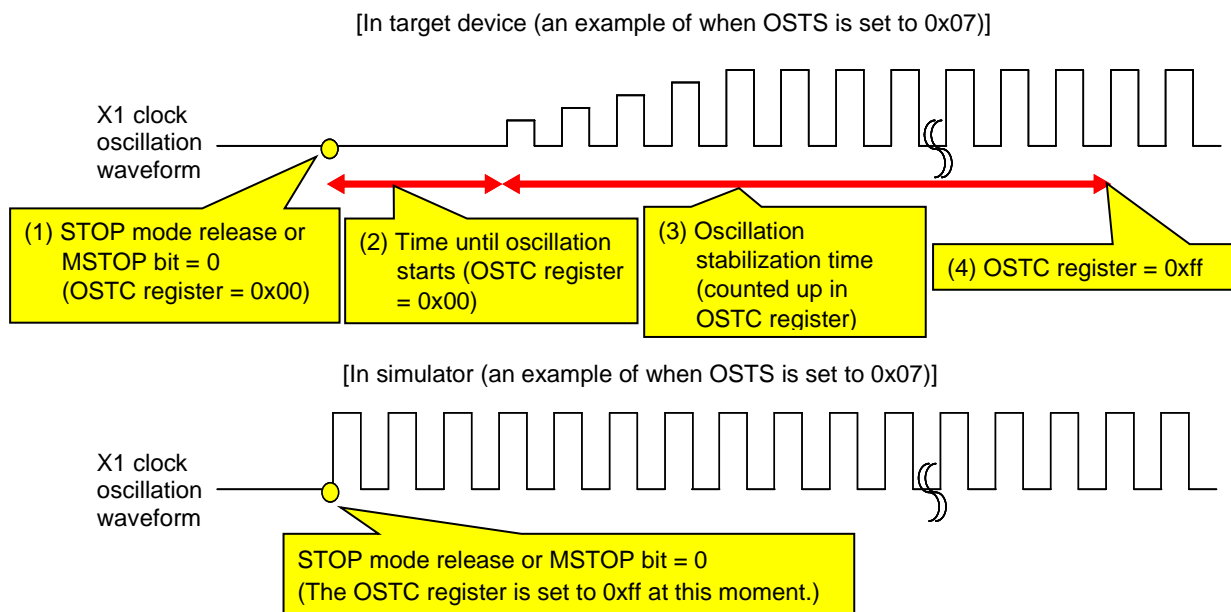 [In target device (an example of when OSTS is set to 0x07)]
X1 clock
oscillation
waveform
(1) STOP mode release or
MSTOP bit = 0
(OSTC register = 0x00)
(2) Time until oscillation
starts (OSTC register
= 0x00)
(3) Oscillation
stabilization time
(counted up in
OSTC register)
(4) OSTC register = 0xff
[In simulator (an example of when OSTS is set to 0x07)]
X1 clock
oscillation
waveform
STOP mode release or MSTOP bit = 0
(The OSTC register is set to 0xff at this moment.)